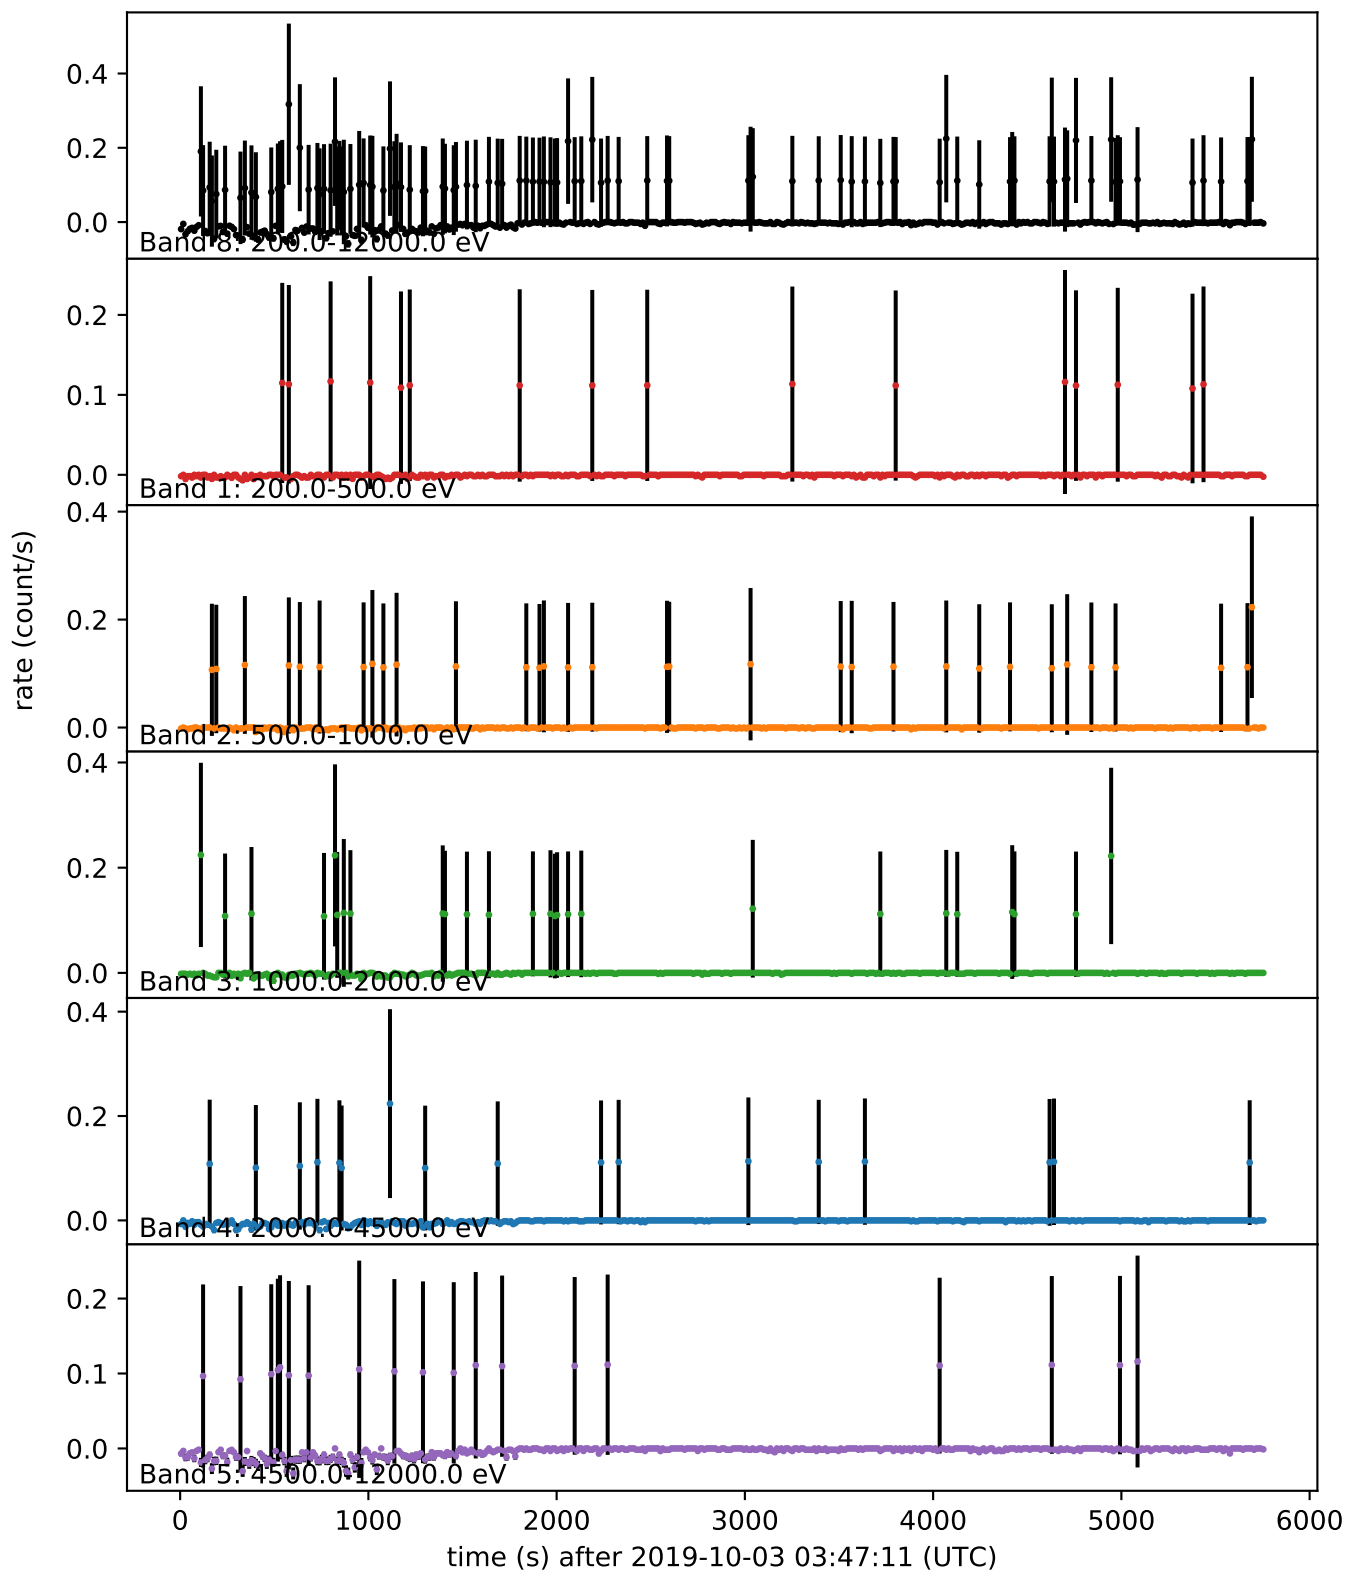 0.4
0.2
0.0
Band 8: 200.0-12000.0 eV
0.2
0.1
0.0
Band 1: 200.0-500.0 eV
rate (count/s)
0.4
0.2
0.0
Band 2: 500.0-1000.0 eV
0.4
0.2
0.0
Band 3: 1000.0-2000.0 eV
0.4
0.2
0.0
Band 4: 2000.0-4500.0 eV
0.2
0.1
0.0
Band 5: 4500.0-12000.0 eV
0 1000 2000 3000 4000 5000 6000
time (s) after 2019-10-03 03:47:11 (UTC)